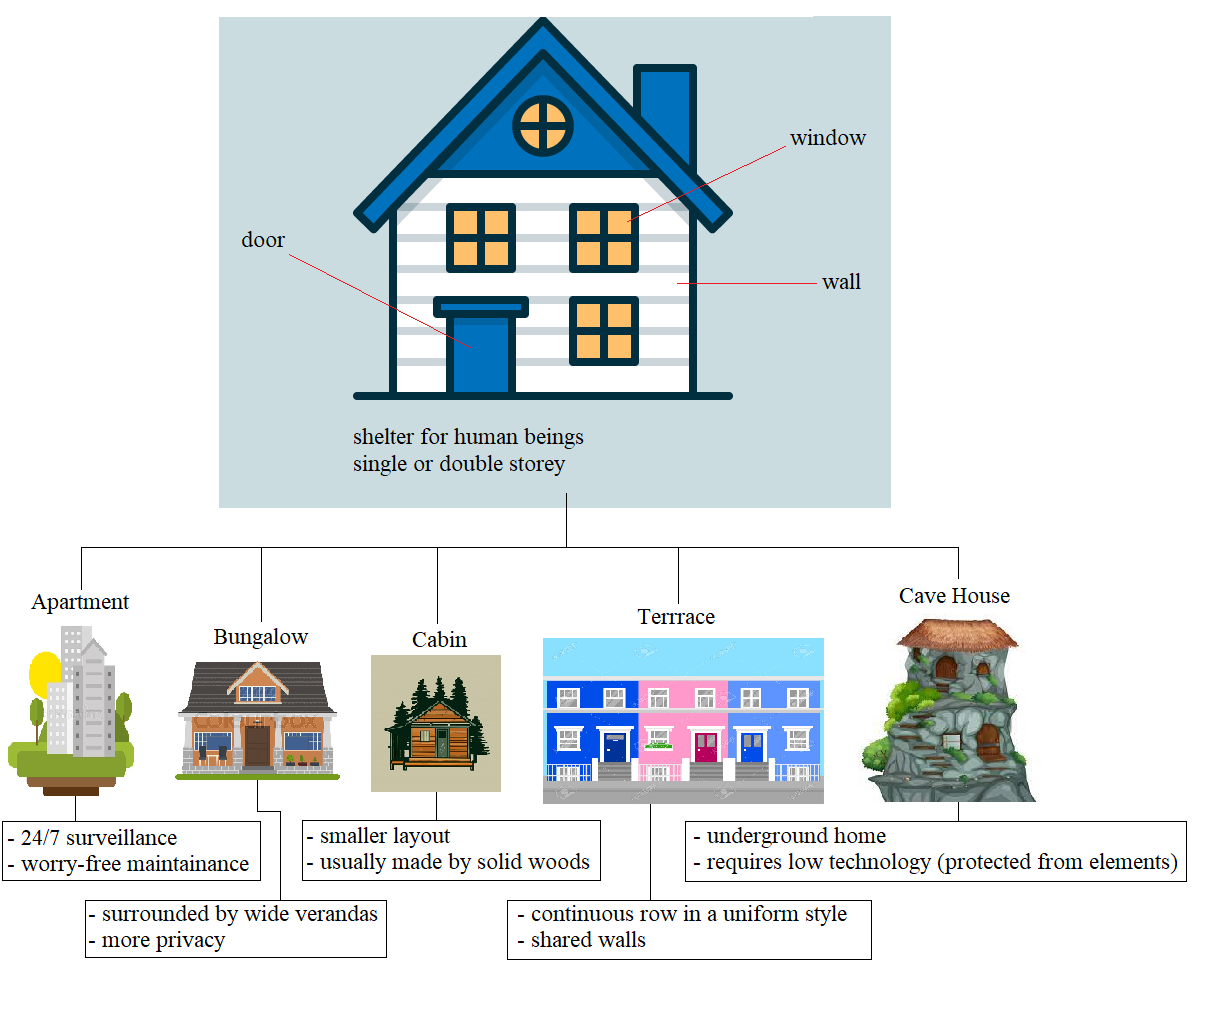 window
door
wall
shelter for human beings
single or double storey
Apartment
Bungalow
Cabin
Terrrace
Cave House
- 24/7 surveillance
- worry-free maintainance
- surrounded by wide verandas
- more privacy
- smaller layout
- usually made by solid woods
- continuous row in a uniform style
- shared walls
- underground home
- requires low technology (protected from elements)